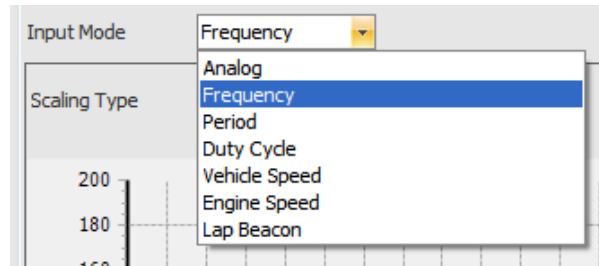 Input Mode Frequency
Analog
Frequency
Scaling Type
Period
Duty Cycle
Vehicle Speed
200
Engine Speed
180
Lap Beacon